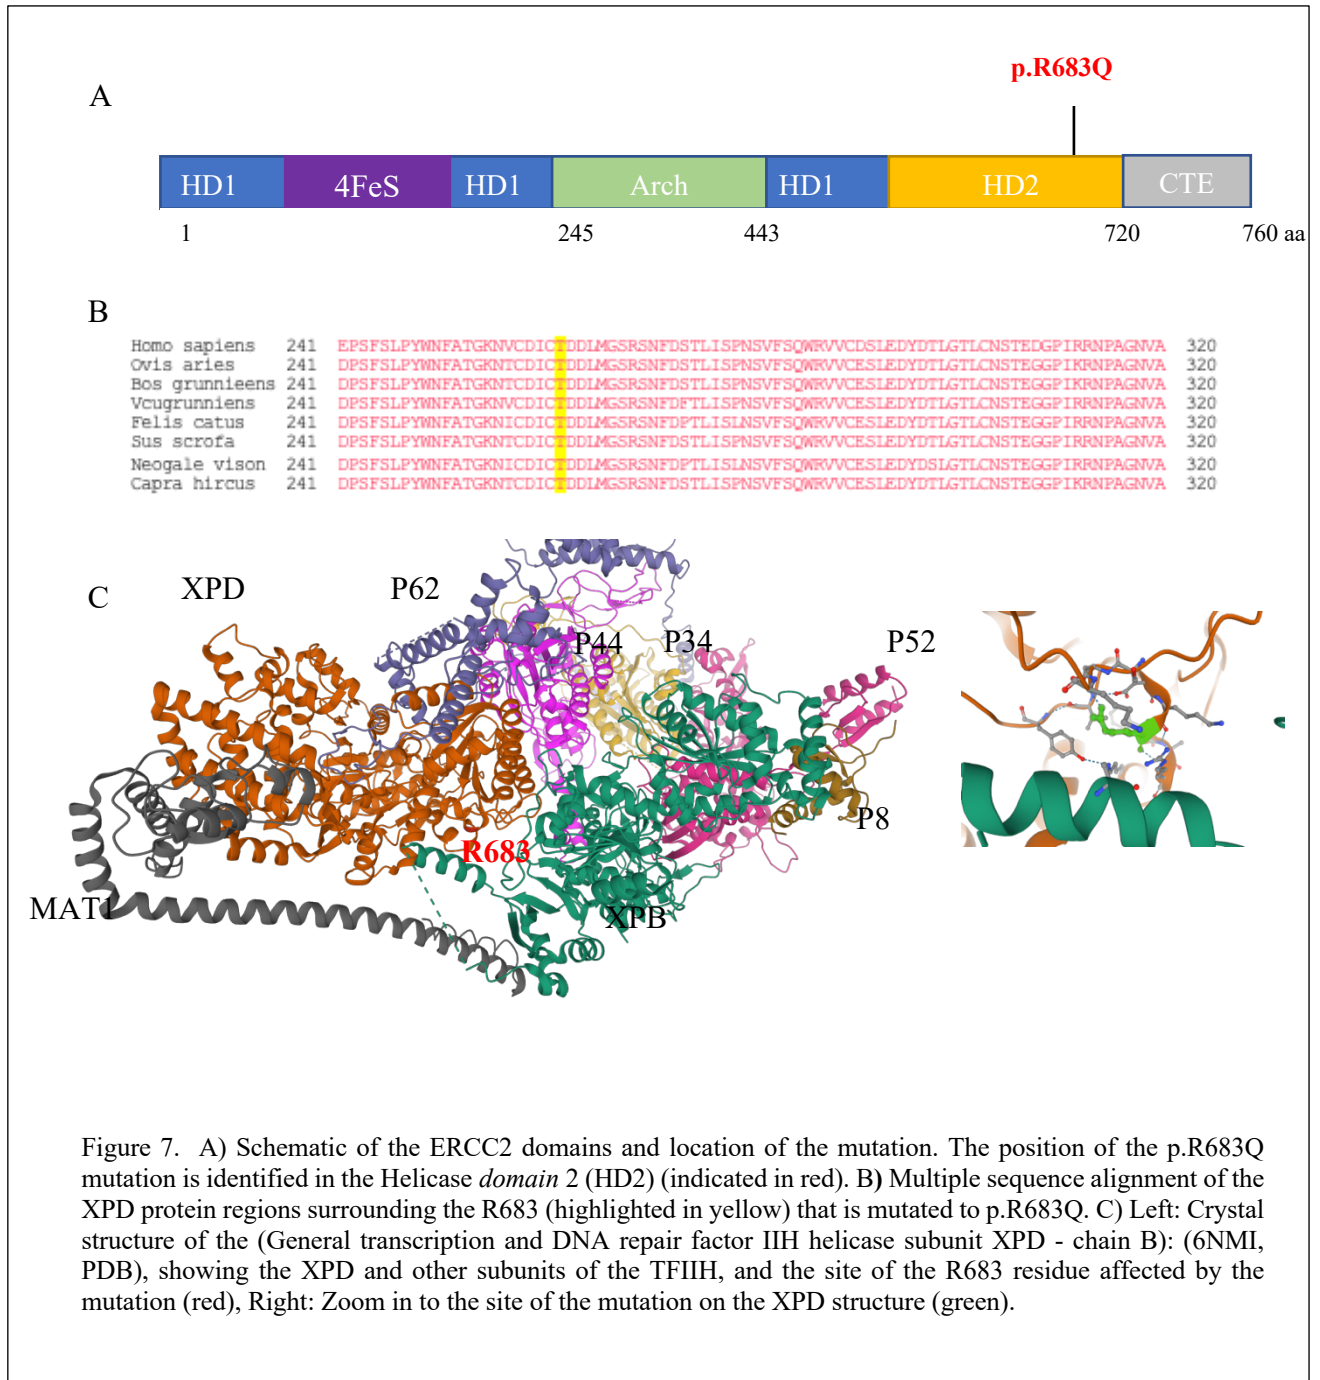 p.R683Q
A
HD1 4FeS HD1 Arch HD1 HD2 CTE
1 245 443 720 760 aa
B
Homo sapiens 241 EPSFSLPYWNFATGKNVCDICTDDLMGSRSNFDSTLISPNSVFSQWRVVCDSLEDYDTLGTLCNSTEDGPIRRNPAGNVA 320
Ovis aries 241 DPSFSLPYWNFATGKNTCDICTDDLMGSRSNFDSTLISPNSVFSQWRVVCESLEDYDTLGTLCNSTEGGPIKRNPAGNVA 320
Bos grunnieens 241 DPSFSLPYWNFATGKNTCDICTDDLMGSRSNFDSTLISPNSVFSQWRVVCESLEDYDTLGTLCNSTEGGPIKRNPAGNVA 320
Vcugrunniens 241 DPSFSLPYWNFATGKNVCDICTDDLMGSRSNFDFTLISPNSVFSQWRVVCESLEDYDTLGTLCNSTEGGPIRRNPAGNVA 320
Felis catus 241 DPSFSLPYWNFATGKNVCDICTDDLMGSRSNFDSTLISPNSVFSQWRVVCESLEDYDTLGTLCNSTEGGPIRRNPAGNVA 320
Sus scrofa 241 DPSFSLPYWNFATGKNTCDICTDDLMGSRSNFDSTLISPNSVFSQWRVVCESLEDYDTLGTLCNSTEGGPIRRNPAGNVA 320
Neogale vison 241 DPSFSLPYWNFATGKNICDICTDDLMGSRSNFDPTLISLNSVFSQWRVVCESLEDYDSLGTLCNSTEGGPIRRNPAGNVA 320
Capra hircus 241 DPSFSLPYWNFATGKNTCDICTDDLMGSRSNFDSTLISPNSVFSQWRVVCESLEDYDTLGTLCNSTEGGPIKRNPAGNVA 320
C
XPD P62
P44 P34 P52
P8
R683
MAT1
XPB
Figure 7. A) Schematic of the ERCC2 domains and location of the mutation. The position of the p.R683Q
mutation is identified in the Helicase domain 2 (HD2) (indicated in red). B) Multiple sequence alignment of the
XPD protein regions surrounding the R683 (highlighted in yellow) that is mutated to p.R683Q. C) Left: Crystal
structure of the (General transcription and DNA repair factor IIH helicase subunit XPD - chain B): (6NMI,
PDB), showing the XPD and other subunits of the TFIIH, and the site of the R683 residue affected by the
mutation (red), Right: Zoom in to the site of the mutation on the XPD structure (green).